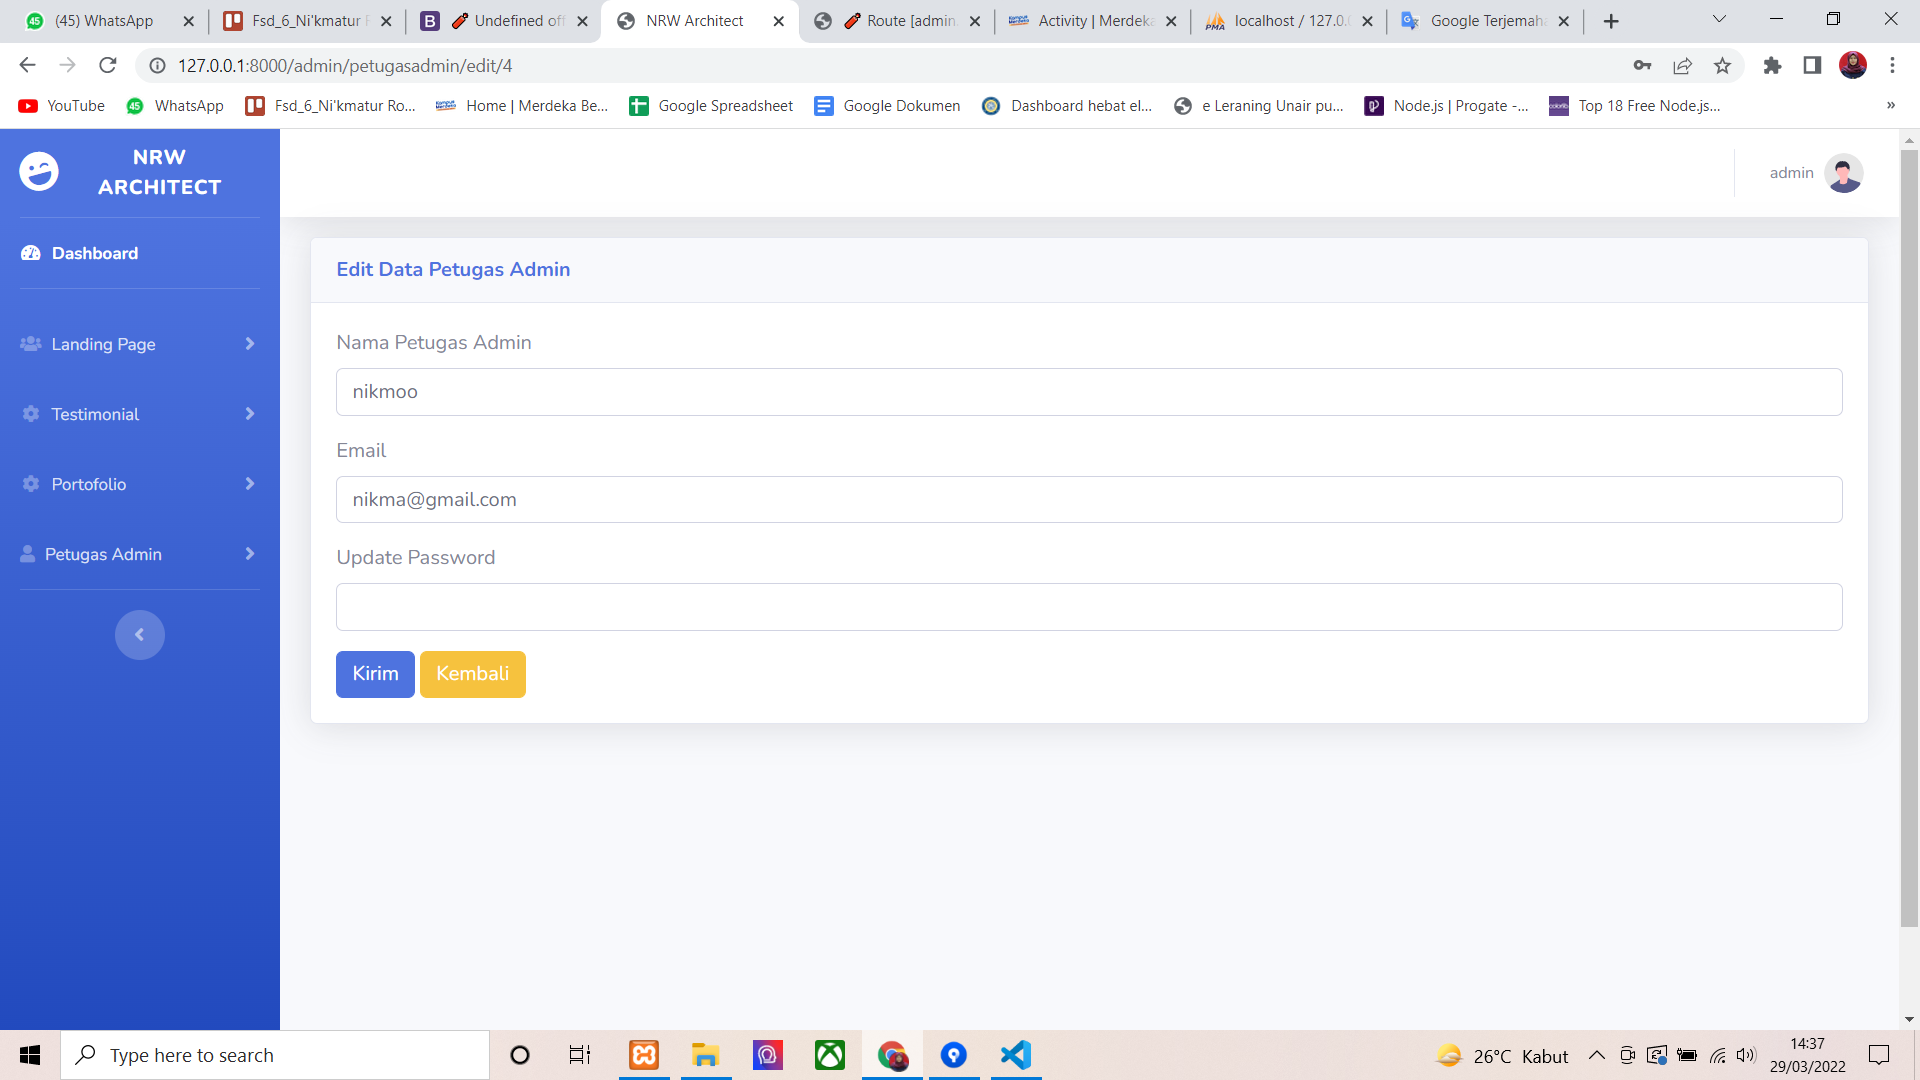 (45) WhatsApp
Fsd_6_Ni'kmatur
Undefined off
NRW Architect
Route [admin.
Activity | Merdeka
localhost / 127.0.0
Google Terjemah
127.0.0.1:8000/admin/petugasadmin/edit/4
YouTube
WhatsApp
Fsd_6_Ni'kmatur Ro...
Home | Merdeka Be...
Google Spreadsheet
Google Dokumen
Dashboard hebat el...
e Leraning Unair pu...
Node.js | Progate -...
Top 18 Free Node.js...
NRW
ARCHITECT
admin
Dashboard
Landing Page
Testimonial
Portofolio
Petugas Admin
Edit Data Petugas Admin
Nama Petugas Admin
nikmoo
Email
nikma@gmail.com
Update Password
Kirim
Kembali
Type here to search
26°C Kabut
14:37
29/03/2022